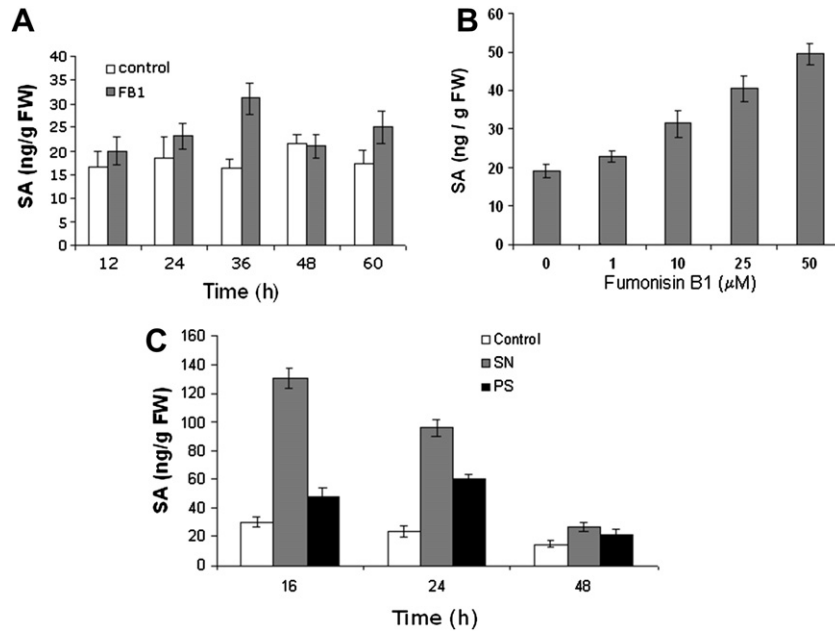 A
SA (ng/g FW)
40
35
30
25
20
15
10
5
0
control
FB1
12 24 36 48 60
Time (h)
B
SA (ng / g FW)
60
50
40
30
20
10
0
0 1 10 25 50
Fumonisin B1 (μM)
C
SA (ng/g FW)
160
140
120
100
80
60
40
20
0
Control
SN
PS
16 24 48
Time (h)